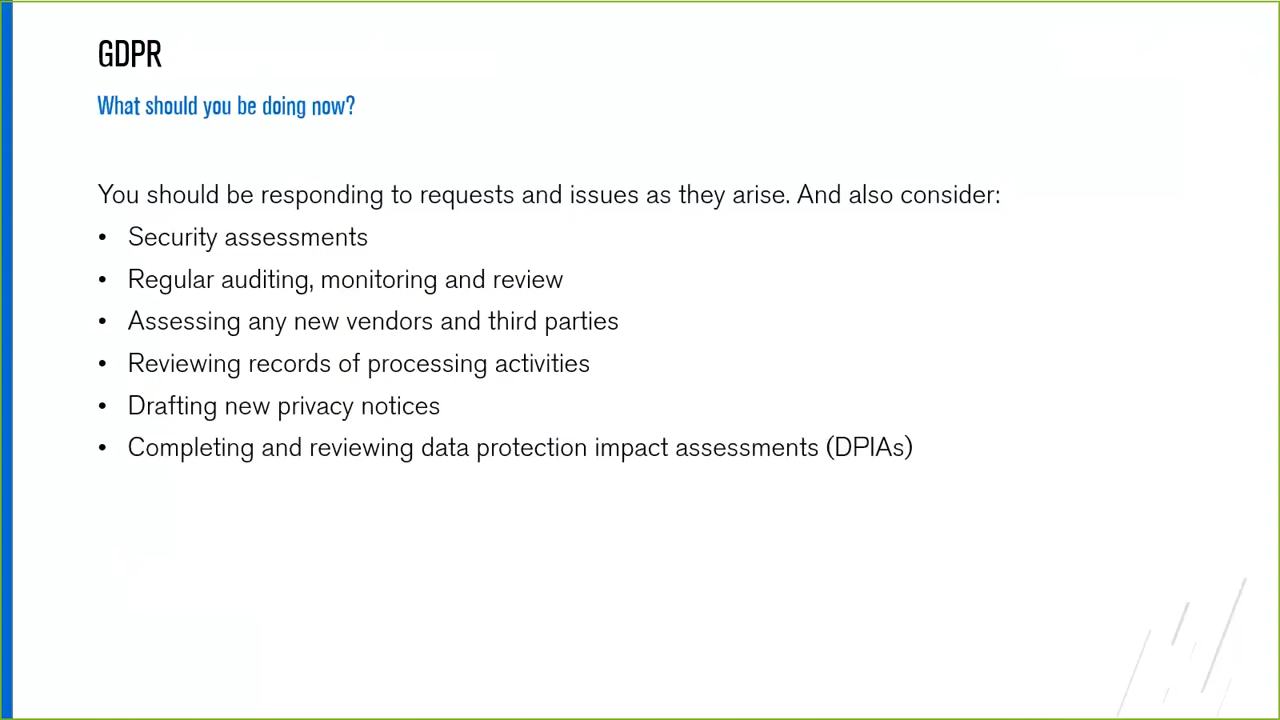 GDPR
What should you be doing now?
You should be responding to requests and issues as they arise. And also consider:
• Security assessments
• Regular auditing, monitoring and review
• Assessing any new vendors and third parties
• Reviewing records of processing activities
• Drafting new privacy notices
• Completing and reviewing data protection impact assessments (DPIAs)